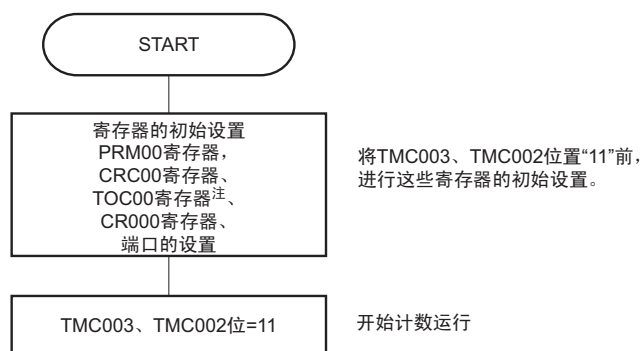 START
寄存器的初始设置
PRM00寄存器，
CRC00寄存器、
TOC00寄存器注、
CR000寄存器、
端口的设置
将TMC003、TMC002位置“11”前，
进行这些寄存器的初始设置。
TMC003、TMC002位=11
开始计数运行